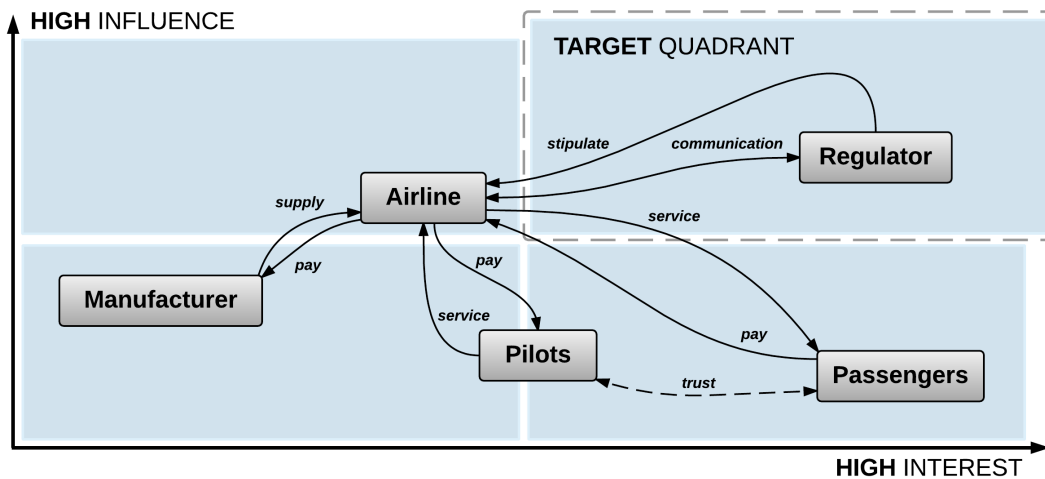 HIGH INFLUENCE
TARGET QUADRANT
stipulate
communication
Regulator
Airline
supply
service
pay
pay
Manufacturer
service
pay
Pilots
Passengers
trust
HIGH INTEREST